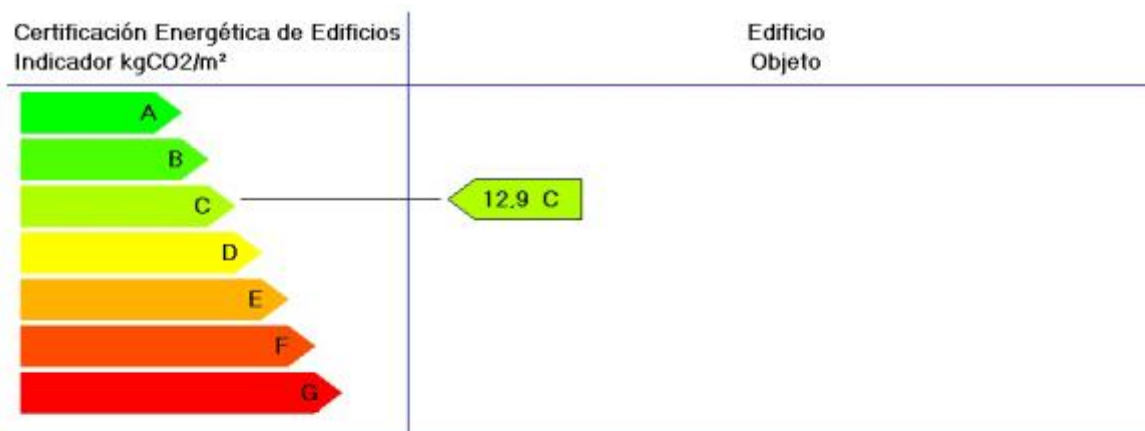 Certificación Energética de Edificios
Indicador kgCO2/m²
Edificio
Objeto
A
B
C
12.9 C
D
E
F
G